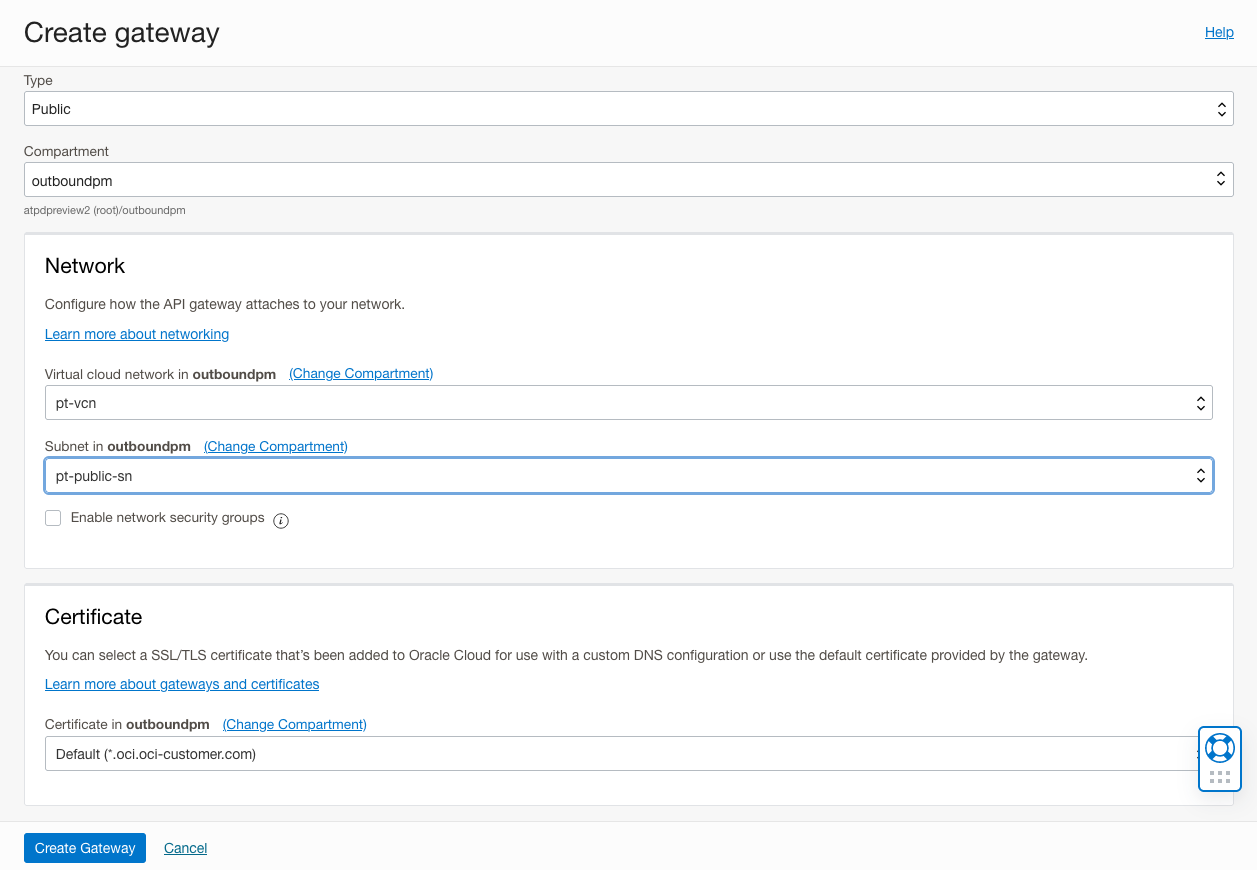 Create gateway
Help
Type
Public
Compartment
outboundpm
atpdpreview2 (root)/outboundpm
Network
Configure how the API gateway attaches to your network.
Learn more about networking
Virtual cloud network in outboundpm (Change Compartment)
pt-vcn
Subnet in outboundpm (Change Compartment)
pt-public-sn
Enable network security groups i
Certificate
You can select a SSL/TLS certificate that's been added to Oracle Cloud for use with a custom DNS configuration or use the default certificate provided by the gateway.
Learn more about gateways and certificates
Certificate in outboundpm (Change Compartment)
Default (*.oci.oci-customer.com)
Create Gateway Cancel